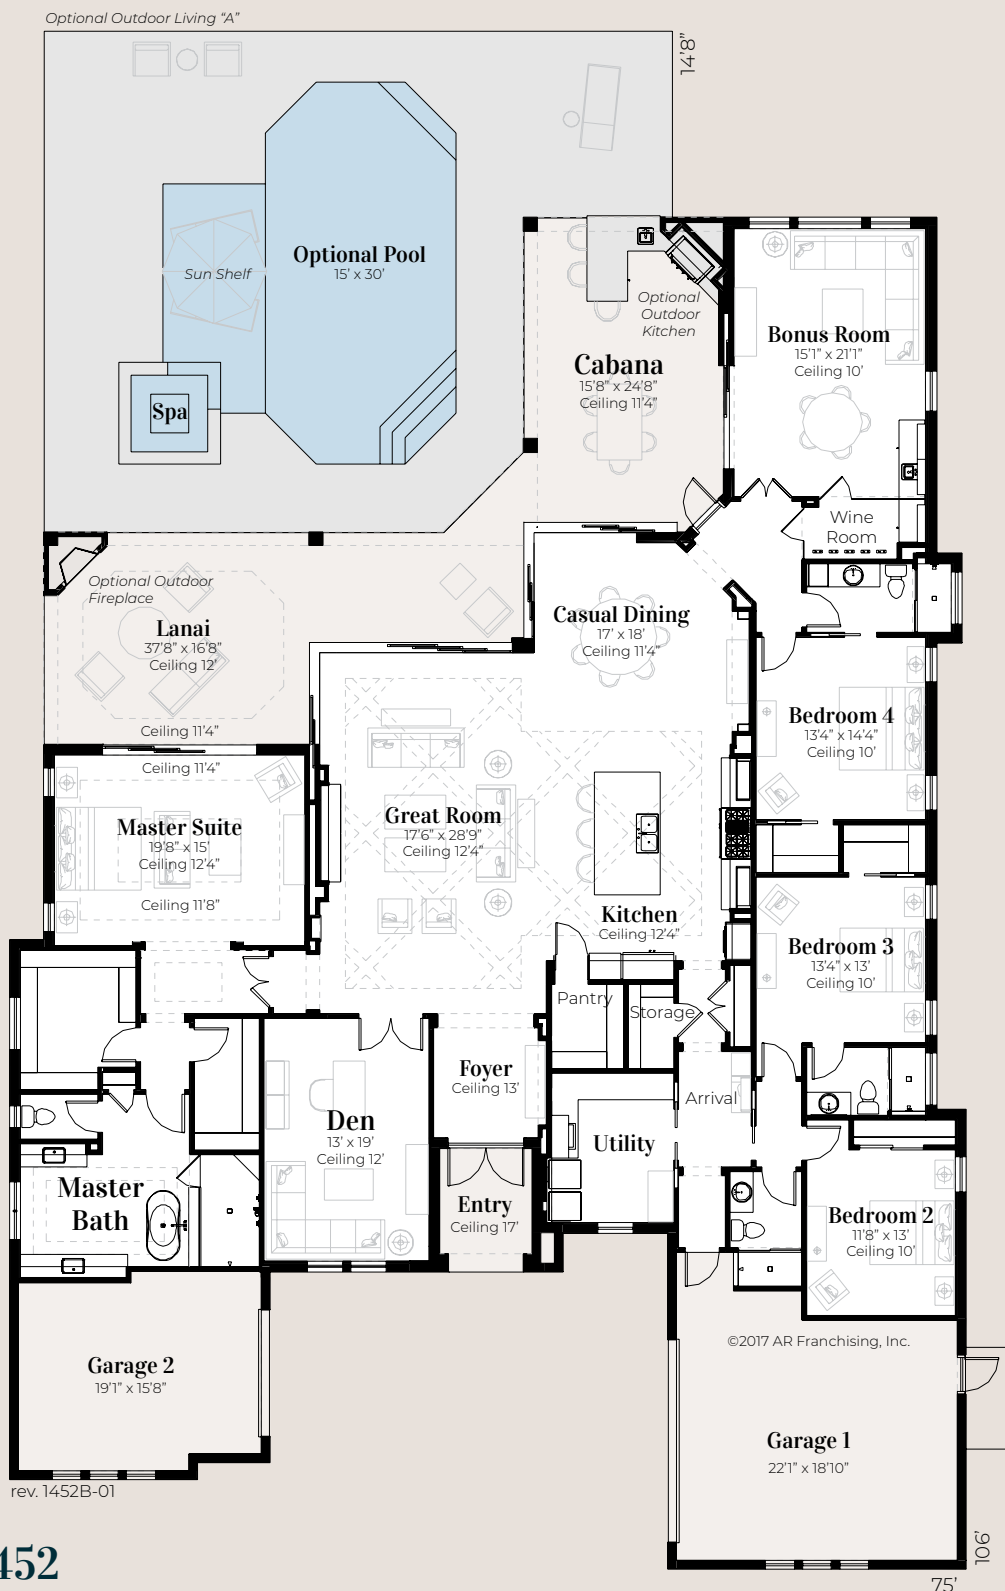 Optional Outdoor Living “A”
14’8”
Optional Pool
15’ x 30’
Sun Shelf
Spa
Optional
Outdoor
Kitchen
Cabana
15’8” x 24’8”
Ceiling 11’4”
Bonus Room
15’1” x 21’1”
Ceiling 10’
Wine
Room
Optional Outdoor
Fireplace
Lanai
37’8” x 16’8”
Ceiling 12’
Ceiling 11’4”
Casual Dining
17’ x 18’
Ceiling 11’4”
Bedroom 4
13’4” x 14’4”
Ceiling 10’
Ceiling 11’4”
Master Suite
19’8” x 15’
Ceiling 12’4”
Ceiling 11’8”
Great Room
17’6” x 28’9”
Ceiling 12’4”
Kitchen
Ceiling 12’4”
Bedroom 3
13’4” x 13’
Ceiling 10’
Pantry
Storage
Foyer
Ceiling 13’
Arrival
Den
13’ x 19’
Ceiling 12’
Utility
Master
Bath
Entry
Ceiling 17’
Bedroom 2
11’8” x 13’
Ceiling 10’
©2017 AR Franchising, Inc.
Garage 2
19’1” x 15’8”
Garage 1
22’1” x 18’10”
rev. 1452B-01
452
106’
75’